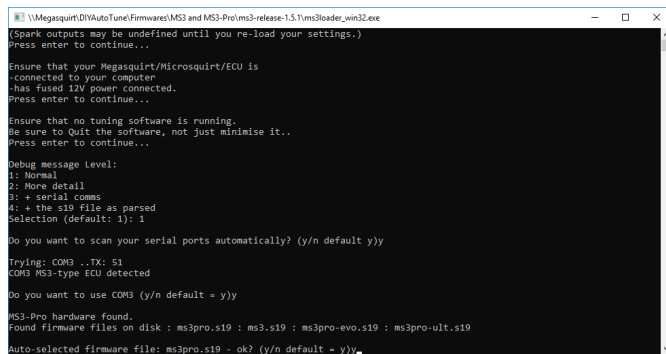 \\Megasquirt\DIYAutoTune\Firmwares\MS3 and MS3-Pro\ms3-release-1.5.1\ms3loader_win32.exe
(Spark outputs may be undefined until you re-load your settings.)
Press enter to continue...
Ensure that your Megasquirt/Microsquirt/ECU is
-connected to your computer
-has fused 12V power connected.
Press enter to continue...
Ensure that no tuning software is running.
Be sure to Quit the software, not just minimise it..
Press enter to continue...
Debug message Level:
1: Normal
2: More detail
3: + serial comms
4: + the s19 file as parsed
Selection (default: 1): 1
Do you want to scan your serial ports automatically? (y/n default y)y
Trying: COM3 ..TX: 51
COM3 MS3-type ECU detected
Do you want to use COM3 (y/n default = y)y
MS3-Pro hardware found.
Found firmware files on disk : ms3pro.s19 : ms3.s19 : ms3pro-evo.s19 : ms3pro-ult.s19
Auto-selected firmware file: ms3pro.s19 - ok? (y/n default = y)y_